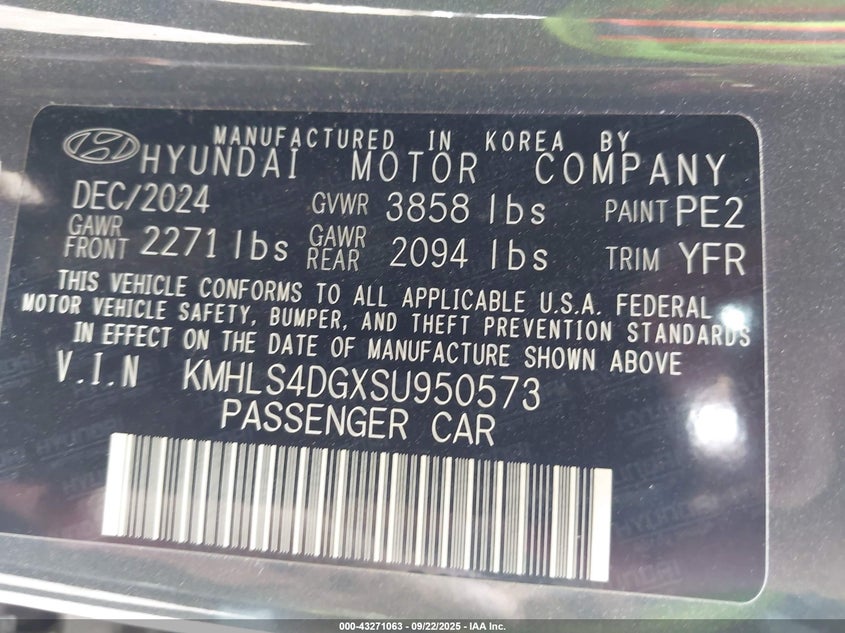 MANUFACTURED IN KOREA BY
HYUNDAI MOTOR COMPANY
DEC/2024 GVWR 3858 lbs PAINT PE2
GAWR FRONT 2271 lbs GAWR REAR 2094 lbs TRIM YFR
THIS VEHICLE CONFORMS TO ALL APPLICABLE U.S.A. FEDERAL
MOTOR VEHICLE SAFETY, BUMPER, AND THEFT PREVENTION STANDARDS
IN EFFECT ON THE DATE OF MANUFACTURE SHOWN ABOVE
V.I.N KMHLS4DGXSU950573
PASSENGER CAR
000-43271063 - 09/22/2025 - IAA Inc.